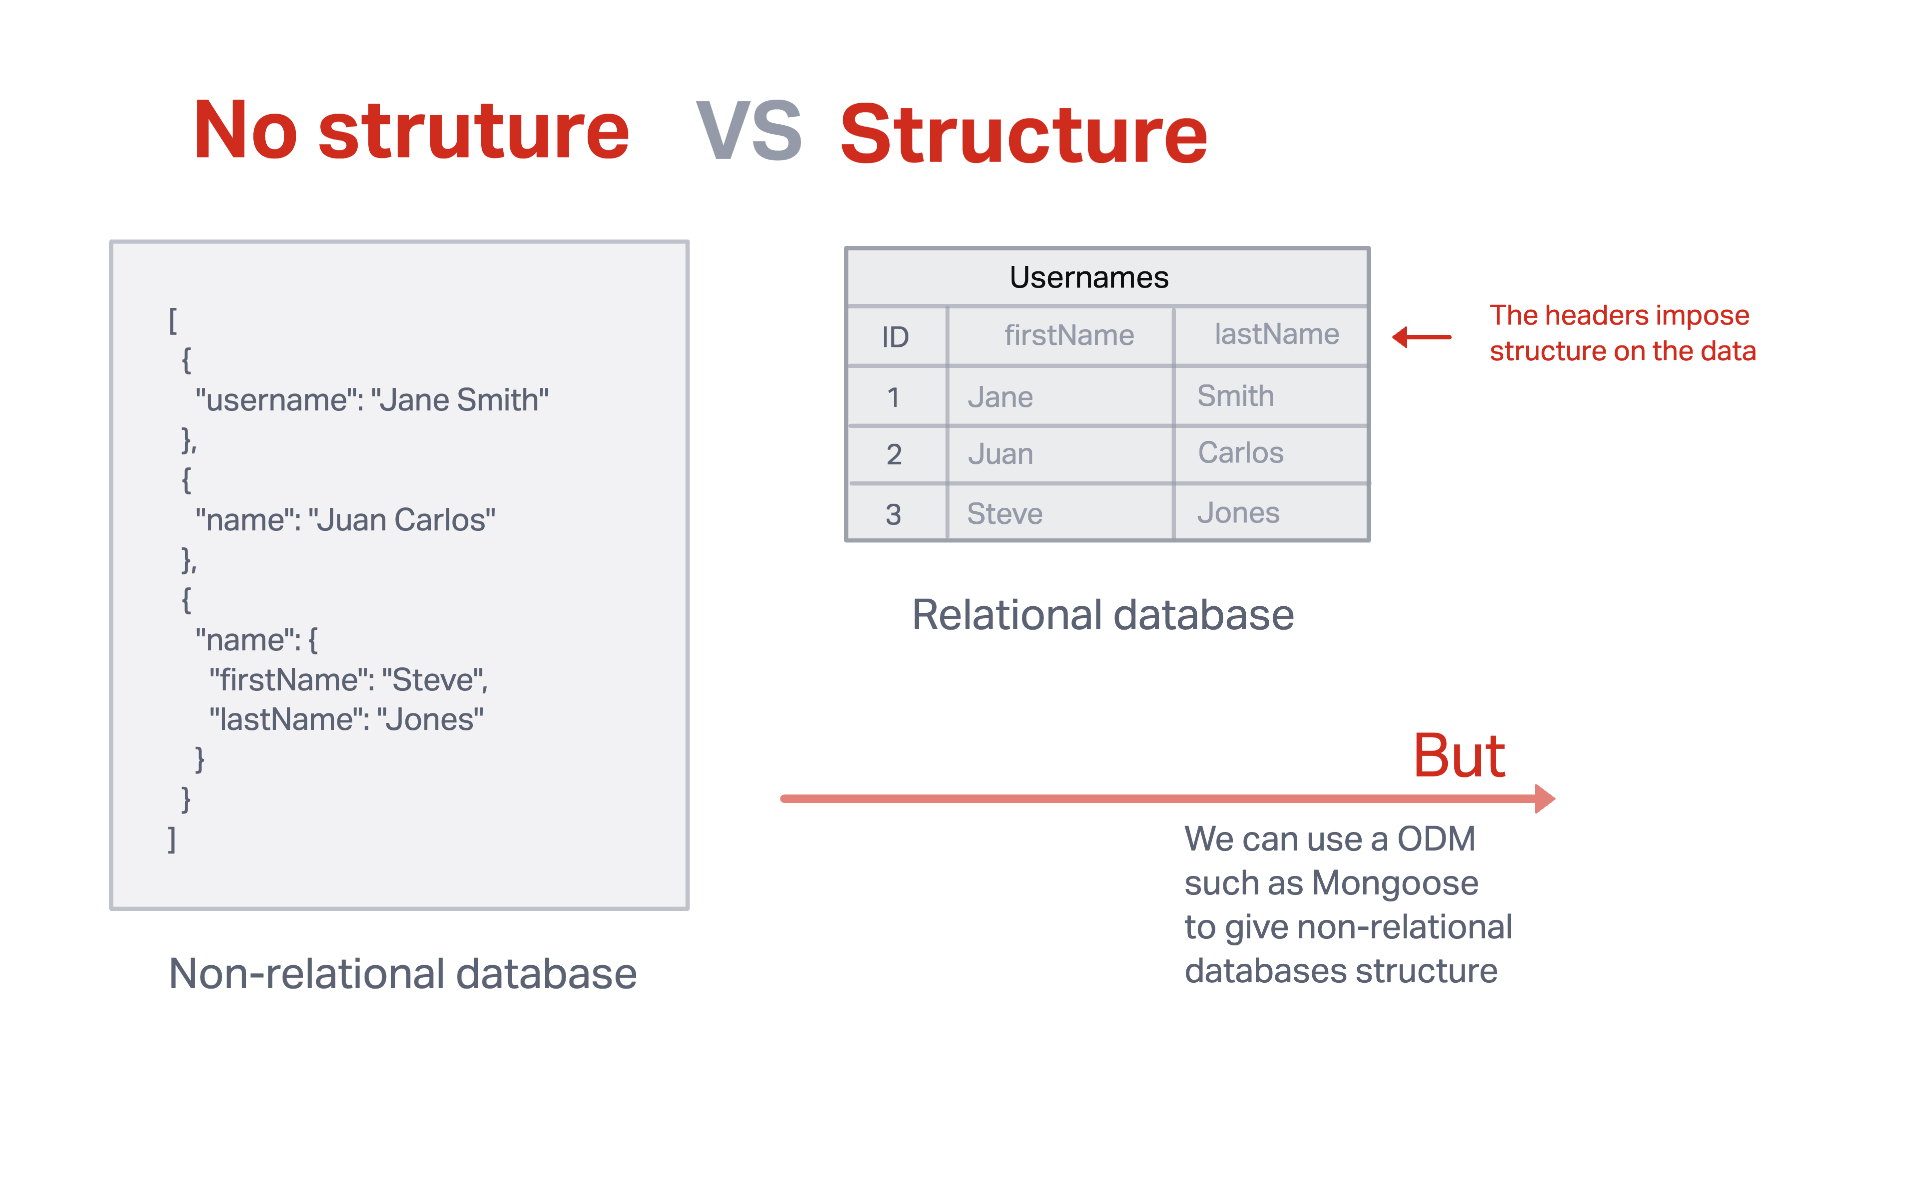 No struture VS Structure
[
{
"username": "Jane Smith"
},
{
"name": "Juan Carlos"
},
{
"name": {
"firstName": "Steve",
"lastName": "Jones"
}
}
]
Non-relational database
Usernames
ID firstName lastName
1 Jane Smith
2 Juan Carlos
3 Steve Jones
The headers impose
structure on the data
Relational database
But
We can use a ODM
such as Mongoose
to give non-relational
databases structure